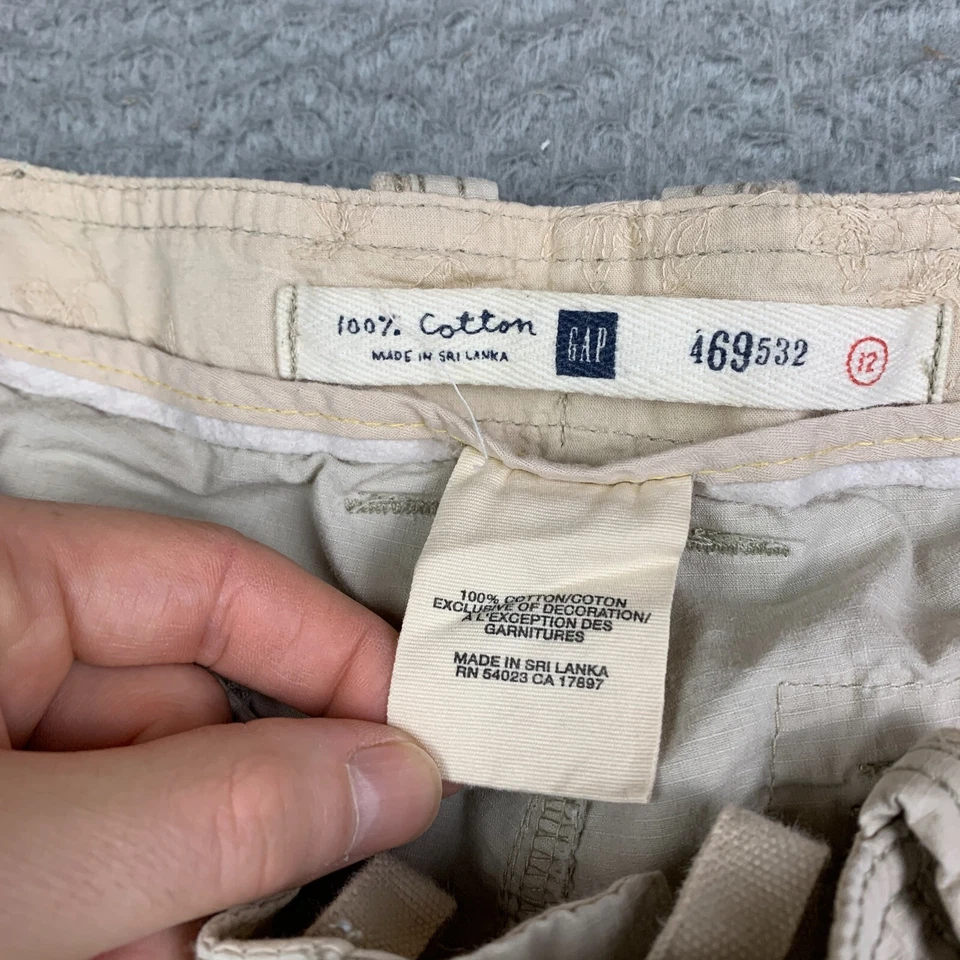 100% Cotton
MADE IN SRI LANKA
GAP
469532
12
100% COTTON/COTON
EXCLUSIVE OF DECORATION/
A L'EXCEPTION DES
GARNITURES
MADE IN SRI LANKA
RN 54023 CA 17897